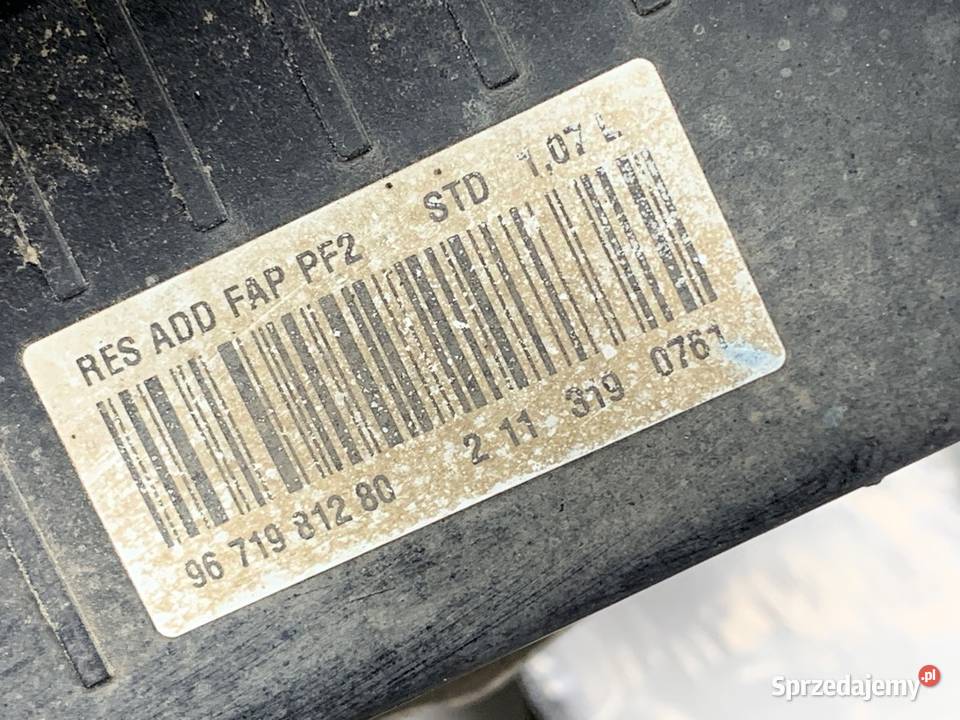 RES ADD FAP PF2 STD 1,07 L
96 719 812 80 2 11 319 0761
Sprzedajemy.pl